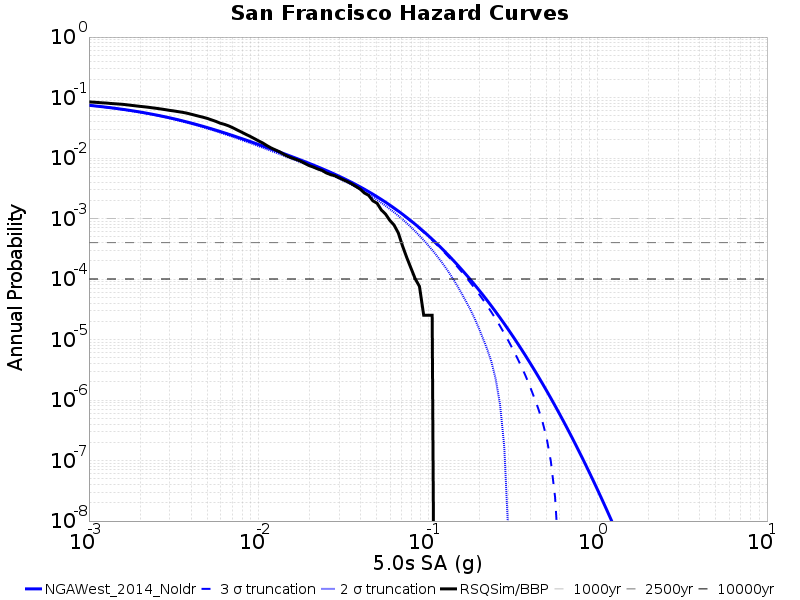 San Francisco Hazard Curves
10^0
10^-1
10^-2
10^-3
10^-4
10^-5
10^-6
10^-7
10^-8
Annual Probability
10^-3 10^-2 10^-1 10^0 10^1
5.0s SA (g)
NGAWest_2014_NoIdr 3 σ truncation 2 σ truncation RSQSim/BBP 1000yr 2500yr 10000yr